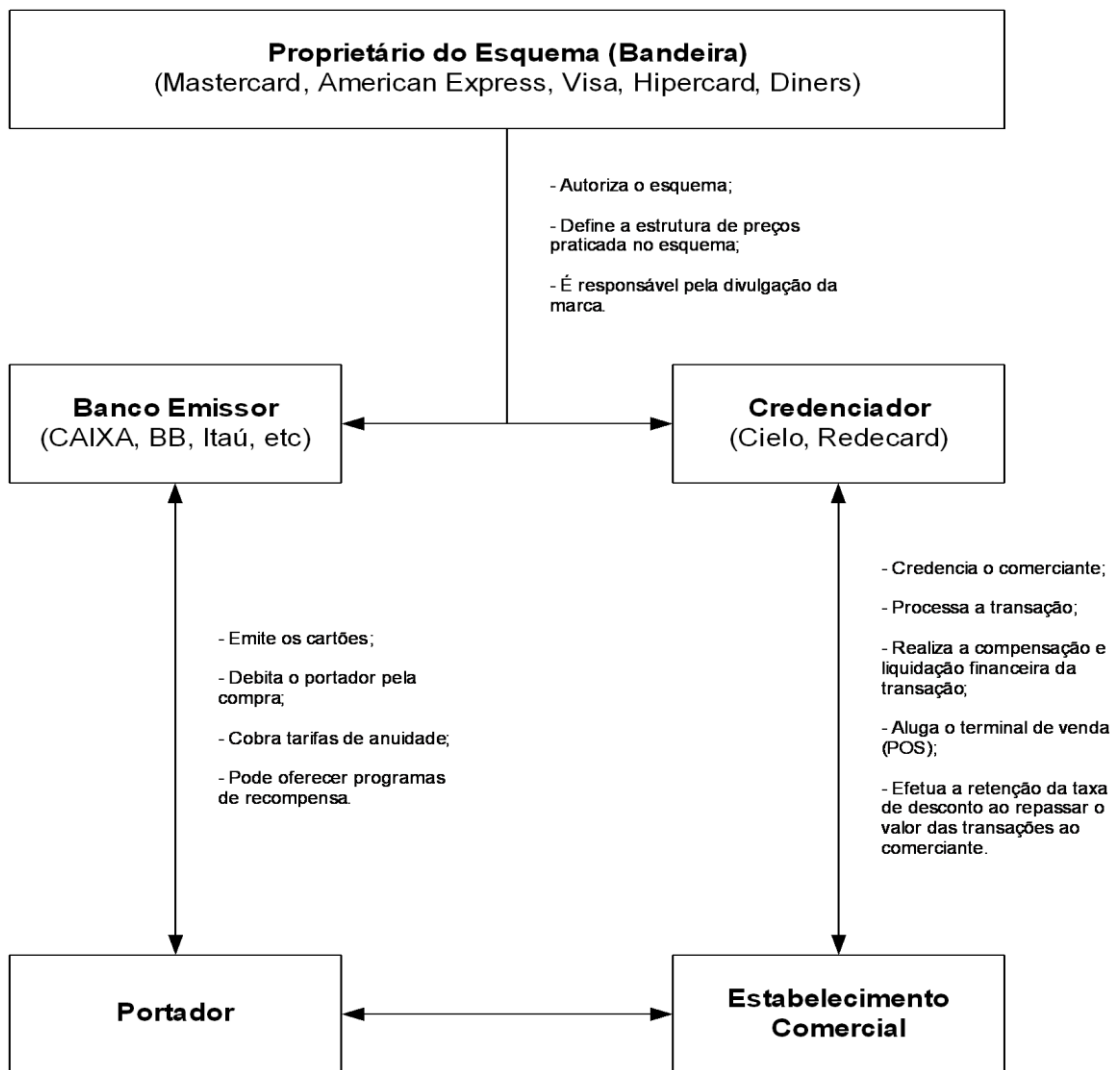 Proprietário do Esquema (Bandeira)
(Mastercard, American Express, Visa, Hipercard, Diners)
- Autoriza o esquema;
- Define a estrutura de preços
praticada no esquema;
- É responsável pela divulgação da
marca.
Banco Emissor
(CAIXA, BB, Itaú, etc)
Credenciador
(Cielo, Redecard)
- Emite os cartões;
- Debita o portador pela
compra;
- Cobra tarifas de anuidade;
- Pode oferecer programas
de recompensa.
- Credencia o comerciante;
- Processa a transação;
- Realiza a compensação e
liquidação financeira da
transação;
- Aluga o terminal de venda
(POS);
- Efetua a retenção da taxa
de desconto ao repassar o
valor das transações ao
comerciante.
Portador
Estabelecimento
Comercial